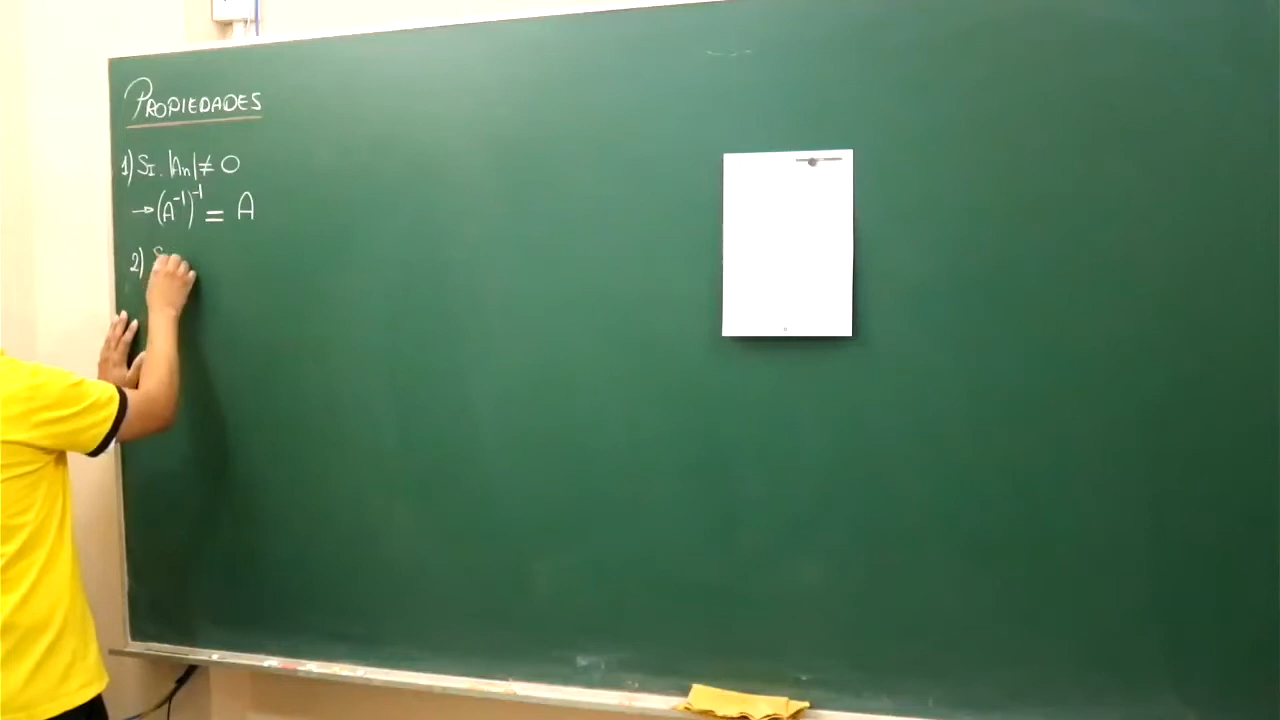 PROPIEDADES
1) SI. |An| ≠ 0
→ (A⁻¹)⁻¹ = A
2) S